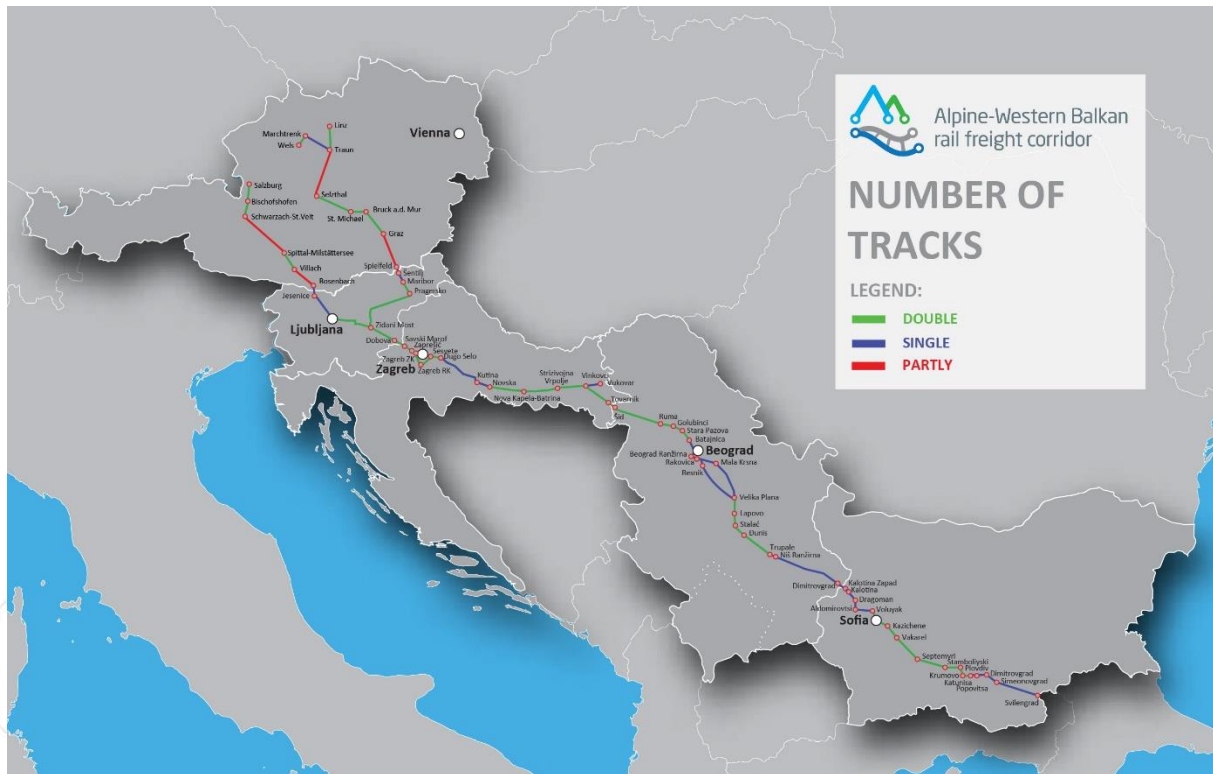 Alpine-Western Balkan
rail freight corridor
NUMBER OF
TRACKS
LEGEND:
DOUBLE
SINGLE
PARTLY
Linz
Marchtrenk
Wels
Traun
Vienna
Salzburg
Bischofshofen
Schwarzach-St.Veit
Selzthal
St. Michael
Bruck a.d. Mur
Graz
Spittal-Milstättersee
Villach
Rosenbach
Jesenice
Spielfeld
Sentilj
Maribor
Pragersko
Ljubljana
Zidani Most
Dobova
Savski Marof
Zaprešić
Zagreb ZK
Zagreb
Sesvete
Dugo Selo
Zagreb RK
Kutina
Novska
Nova Kapela-Batrina
Strizivojna
Vrpolje
Vinkovci
Vukovar
Tovarnik
Šid
Ruma
Golubinci
Stara Pazova
Batajnica
Beograd
Beograd Ranžirna
Rakovica
Resnik
Mala Krsna
Velika Plana
Lapovo
Stalać
Đunis
Trupale
Niš Ranžirna
Dimitrovgrad
Kalotina Zapad
Kalotina
Dragoman
Aldomirovtsi
Voluyak
Sofia
Kazichene
Vakarel
Septemvri
Stamboliyski
Plovdiv
Krumovo
Katunitsa
Popovitsa
Dimitrovgrad
Simeonovgrad
Svilengrad